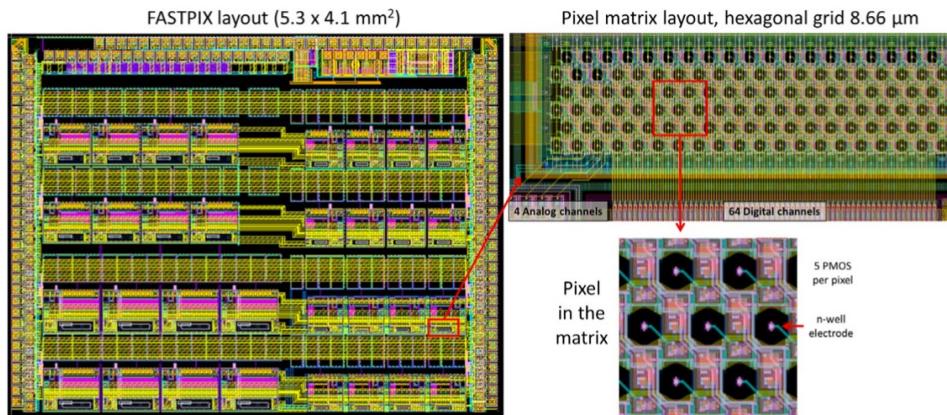 FASTPIX layout (5.3 x 4.1 mm²)
Pixel matrix layout, hexagonal grid 8.66 µm
4 Analog channels
64 Digital channels
Pixel
in the
matrix
5 PMOS
per pixel
n-well
electrode